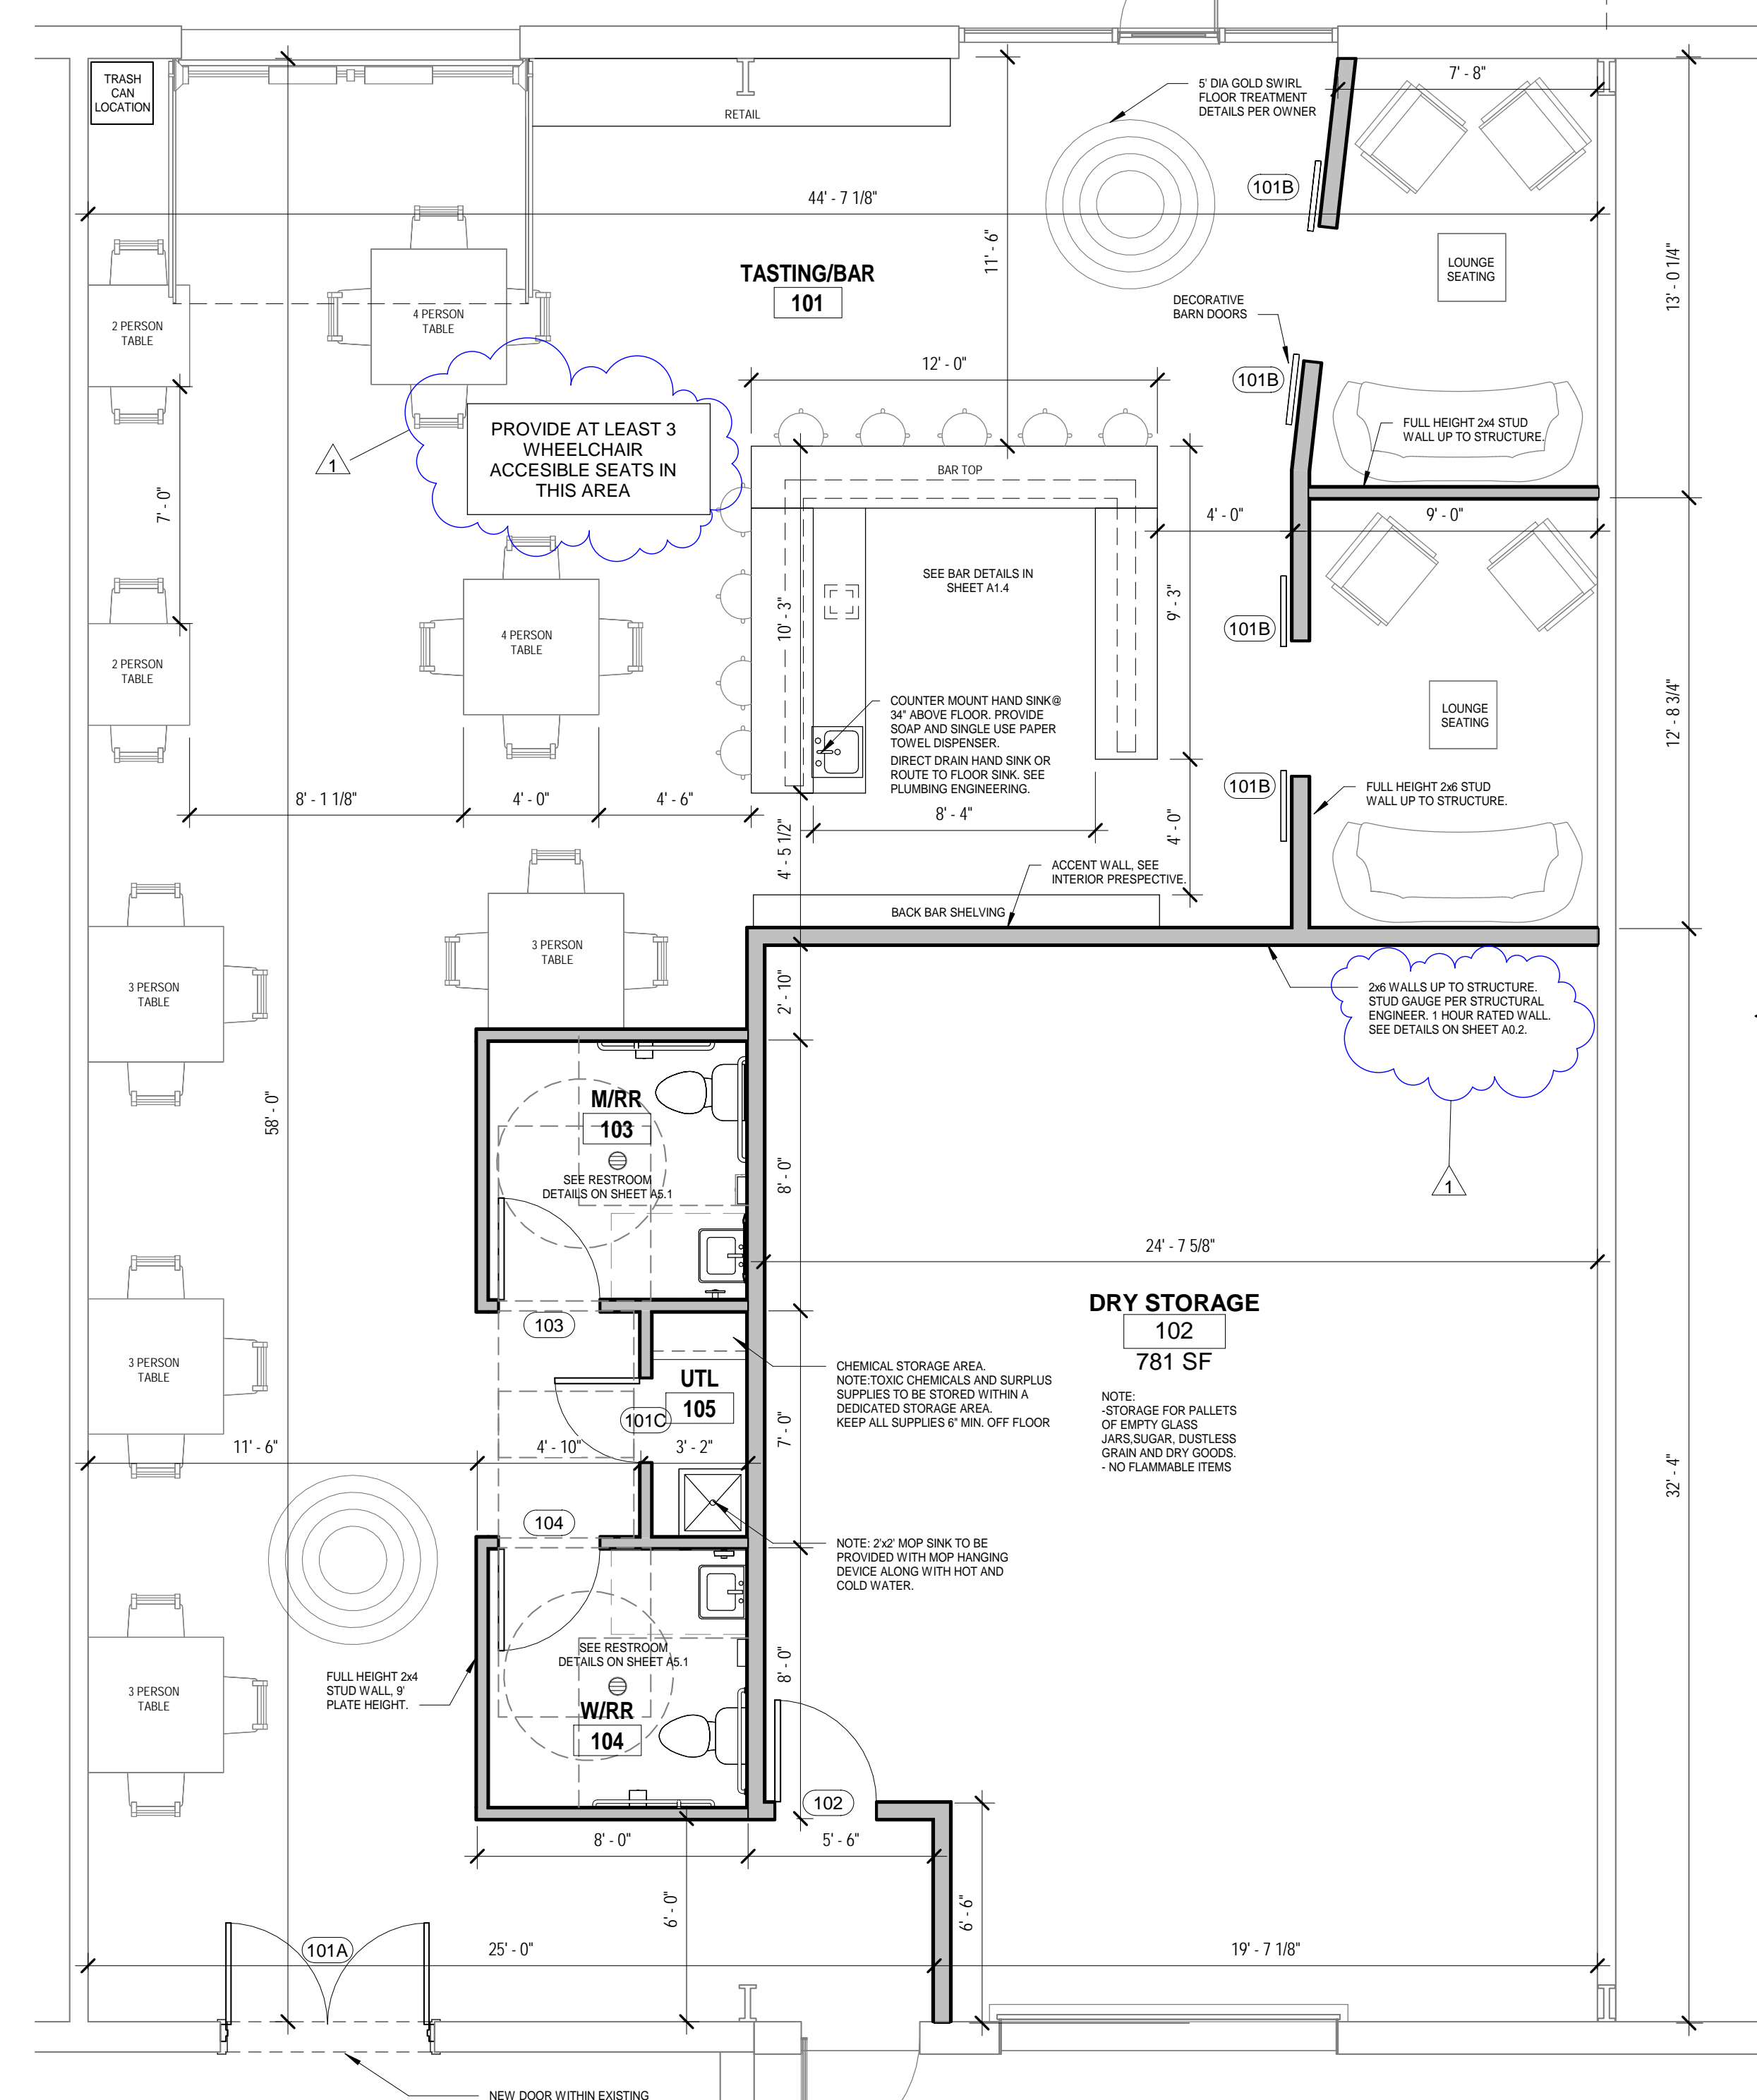 TRASH
CAN
LOCATION
RETAIL
5' DIA GOLD SWIRL
FLOOR TREATMENT
DETAILS PER OWNER
7' - 8"
101B
44' - 7 1/8"
11' - 6"
TASTING/BAR
101
LOUNGE
SEATING
13' - 0 1/4"
DECORATIVE
BARN DOORS
2 PERSON
TABLE
4 PERSON
TABLE
12' - 0"
101B
PROVIDE AT LEAST 3
WHEELCHAIR
ACCESIBLE SEATS IN
THIS AREA
1
FULL HEIGHT 2x4 STUD
WALL UP TO STRUCTURE.
BAR TOP
7' - 0"
4' - 0"
9' - 0"
SEE BAR DETAILS IN
SHEET A1.4
10' - 3"
9' - 3"
101B
4 PERSON
TABLE
2 PERSON
TABLE
COUNTER MOUNT HAND SINK@
34" ABOVE FLOOR. PROVIDE
SOAP AND SINGLE USE PAPER
TOWEL DISPENSER.
DIRECT DRAIN HAND SINK OR
ROUTE TO FLOOR SINK. SEE
PLUMBING ENGINEERING.
LOUNGE
SEATING
12' - 8 3/4"
101B
FULL HEIGHT 2x6 STUD
WALL UP TO STRUCTURE.
8' - 1 1/8"
4' - 0"
4' - 6"
8' - 4"
4' - 5 1/2"
4' - 0"
ACCENT WALL, SEE
INTERIOR PRESPECTIVE.
BACK BAR SHELVING
3 PERSON
TABLE
3 PERSON
TABLE
2' - 10"
2x6 WALLS UP TO STRUCTURE.
STUD GAUGE PER STRUCTURAL
ENGINEER. 1 HOUR RATED WALL.
SEE DETAILS ON SHEET A0.2.
1
58' - 0"
M/RR
103
SEE RESTROOM
DETAILS ON SHEET A5.1
8' - 0"
24' - 7 5/8"
DRY STORAGE
102
781 SF
103
3 PERSON
TABLE
CHEMICAL STORAGE AREA.
NOTE:TOXIC CHEMICALS AND SURPLUS
SUPPLIES TO BE STORED WITHIN A
DEDICATED STORAGE AREA.
KEEP ALL SUPPLIES 6" MIN. OFF FLOOR
UTL
105
101C
NOTE:
-STORAGE FOR PALLETS
OF EMPTY GLASS
JARS,SUGAR, DUSTLESS
GRAIN AND DRY GOODS.
- NO FLAMMABLE ITEMS
7' - 0"
11' - 6"
4' - 10"
3' - 2"
32' - 4"
104
NOTE: 2'x2' MOP SINK TO BE
PROVIDED WITH MOP HANGING
DEVICE ALONG WITH HOT AND
COLD WATER.
SEE RESTROOM
DETAILS ON SHEET A5.1
8' - 0"
FULL HEIGHT 2x4
STUD WALL, 9'
PLATE HEIGHT.
3 PERSON
TABLE
W/RR
104
102
8' - 0"
5' - 6"
6' - 0"
6' - 6"
101A
25' - 0"
19' - 7 1/8"
NEW DOOR WITHIN EXISTING